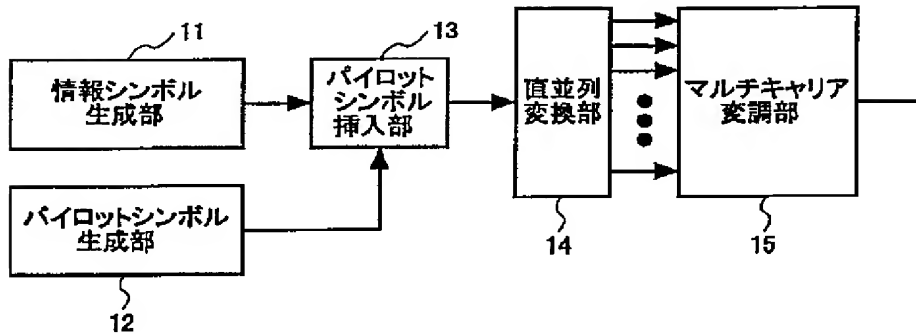 11
情報シンボル
生成部
13
パイロット
シンボル
挿入部
直並列
変換部
マルチキャリア
変調部
パイロットシンボル
生成部
14
15
12